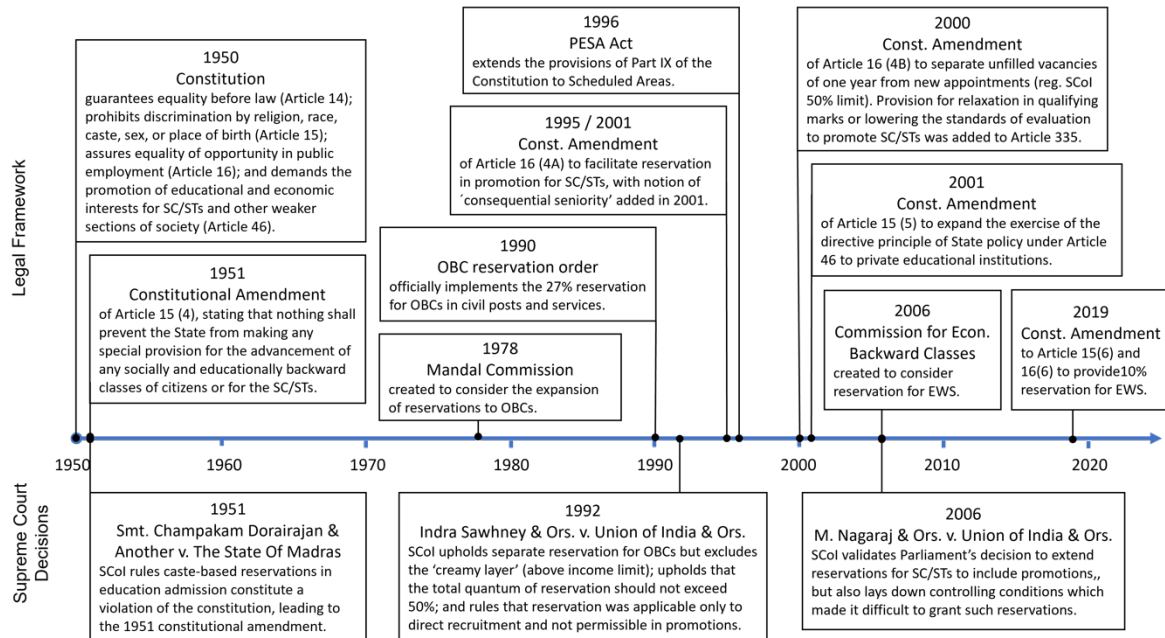 Legal Framework
1950
Constitution
guarantees equality before law (Article 14);
prohibits discrimination by religion, race,
caste, sex, or place of birth (Article 15);
assures equality of opportunity in public
employment (Article 16); and demands the
promotion of educational and economic
interests for SC/STs and other weaker
sections of society (Article 46).
1951
Constitutional Amendment
of Article 15 (4), stating that nothing shall
prevent the State from making any
special provision for the advancement of
any socially and educationally backward
classes of citizens or for the SC/STs.
1996
PESA Act
extends the provisions of Part IX of the
Constitution to Scheduled Areas.
1995 / 2001
Const. Amendment
of Article 16 (4A) to facilitate reservation
in promotion for SC/STs, with notion of
´consequential seniority’ added in 2001.
1990
OBC reservation order
officially implements the 27% reservation
for OBCs in civil posts and services.
1978
Mandal Commission
created to consider the expansion
of reservations to OBCs.
2000
Const. Amendment
of Article 16 (4B) to separate unfilled vacancies
of one year from new appointments (reg. SCoI
50% limit). Provision for relaxation in qualifying
marks or lowering the standards of evaluation
to promote SC/STs was added to Article 335.
2001
Const. Amendment
of Article 15 (5) to expand the exercise of the
directive principle of State policy under Article
46 to private educational institutions.
2006
Commission for Econ.
Backward Classes
created to consider
reservation for EWS.
2019
Const. Amendment
to Article 15(6) and
16(6) to provide10%
reservation for EWS.
1950 1960 1970 1980 1990 2000 2010 2020
Supreme Court
Decisions
1951
Smt. Champakam Dorairajan &
Another v. The State Of Madras
SCoI rules caste-based reservations in
education admission constitute a
violation of the constitution, leading to
the 1951 constitutional amendment.
1992
Indra Sawhney & Ors. v. Union of India & Ors.
SCoI upholds separate reservation for OBCs but excludes
the ‘creamy layer’ (above income limit); upholds that
the total quantum of reservation should not exceed
50%; and rules that reservation was applicable only to
direct recruitment and not permissible in promotions.
2006
M. Nagaraj & Ors. v. Union of India & Ors.
SCoI validates Parliament’s decision to extend
reservations for SC/STs to include promotions,,
but also lays down controlling conditions which
made it difficult to grant such reservations.